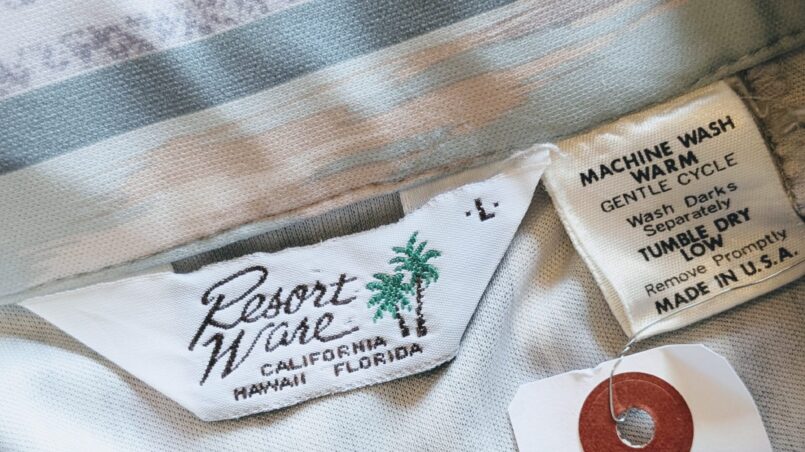 ·L·
Resort
Ware
CALIFORNIA
HAWAII FLORIDA
MACHINE WASH
WARM
GENTLE CYCLE
Wash Darks
Separately
TUMBLE DRY
LOW
Remove Promptly
MADE IN U.S.A.